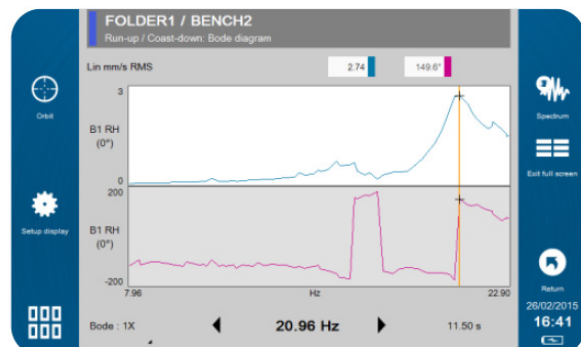 FOLDER1 / BENCH2
Run-up / Coast-down: Bode diagram
Lin mm/s RMS
2.74
149.6°
3
B1 RH
(0°)
0
200
B1 RH
(0°)
-200
7.96
Hz
22.90
Bode : 1X
20.96 Hz
11.50 s
Orbit
Setup display
Spectrum
Exit full screen
Return
26/02/2015
16:41